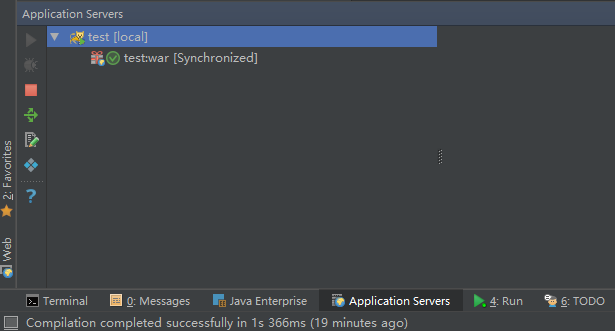 Application Servers
test [local]
test:war [Synchronized]
?
2: Favorites
Web
Terminal
0: Messages
Java Enterprise
Application Servers
4: Run
6: TODO
Compilation completed successfully in 1s 366ms (19 minutes ago)